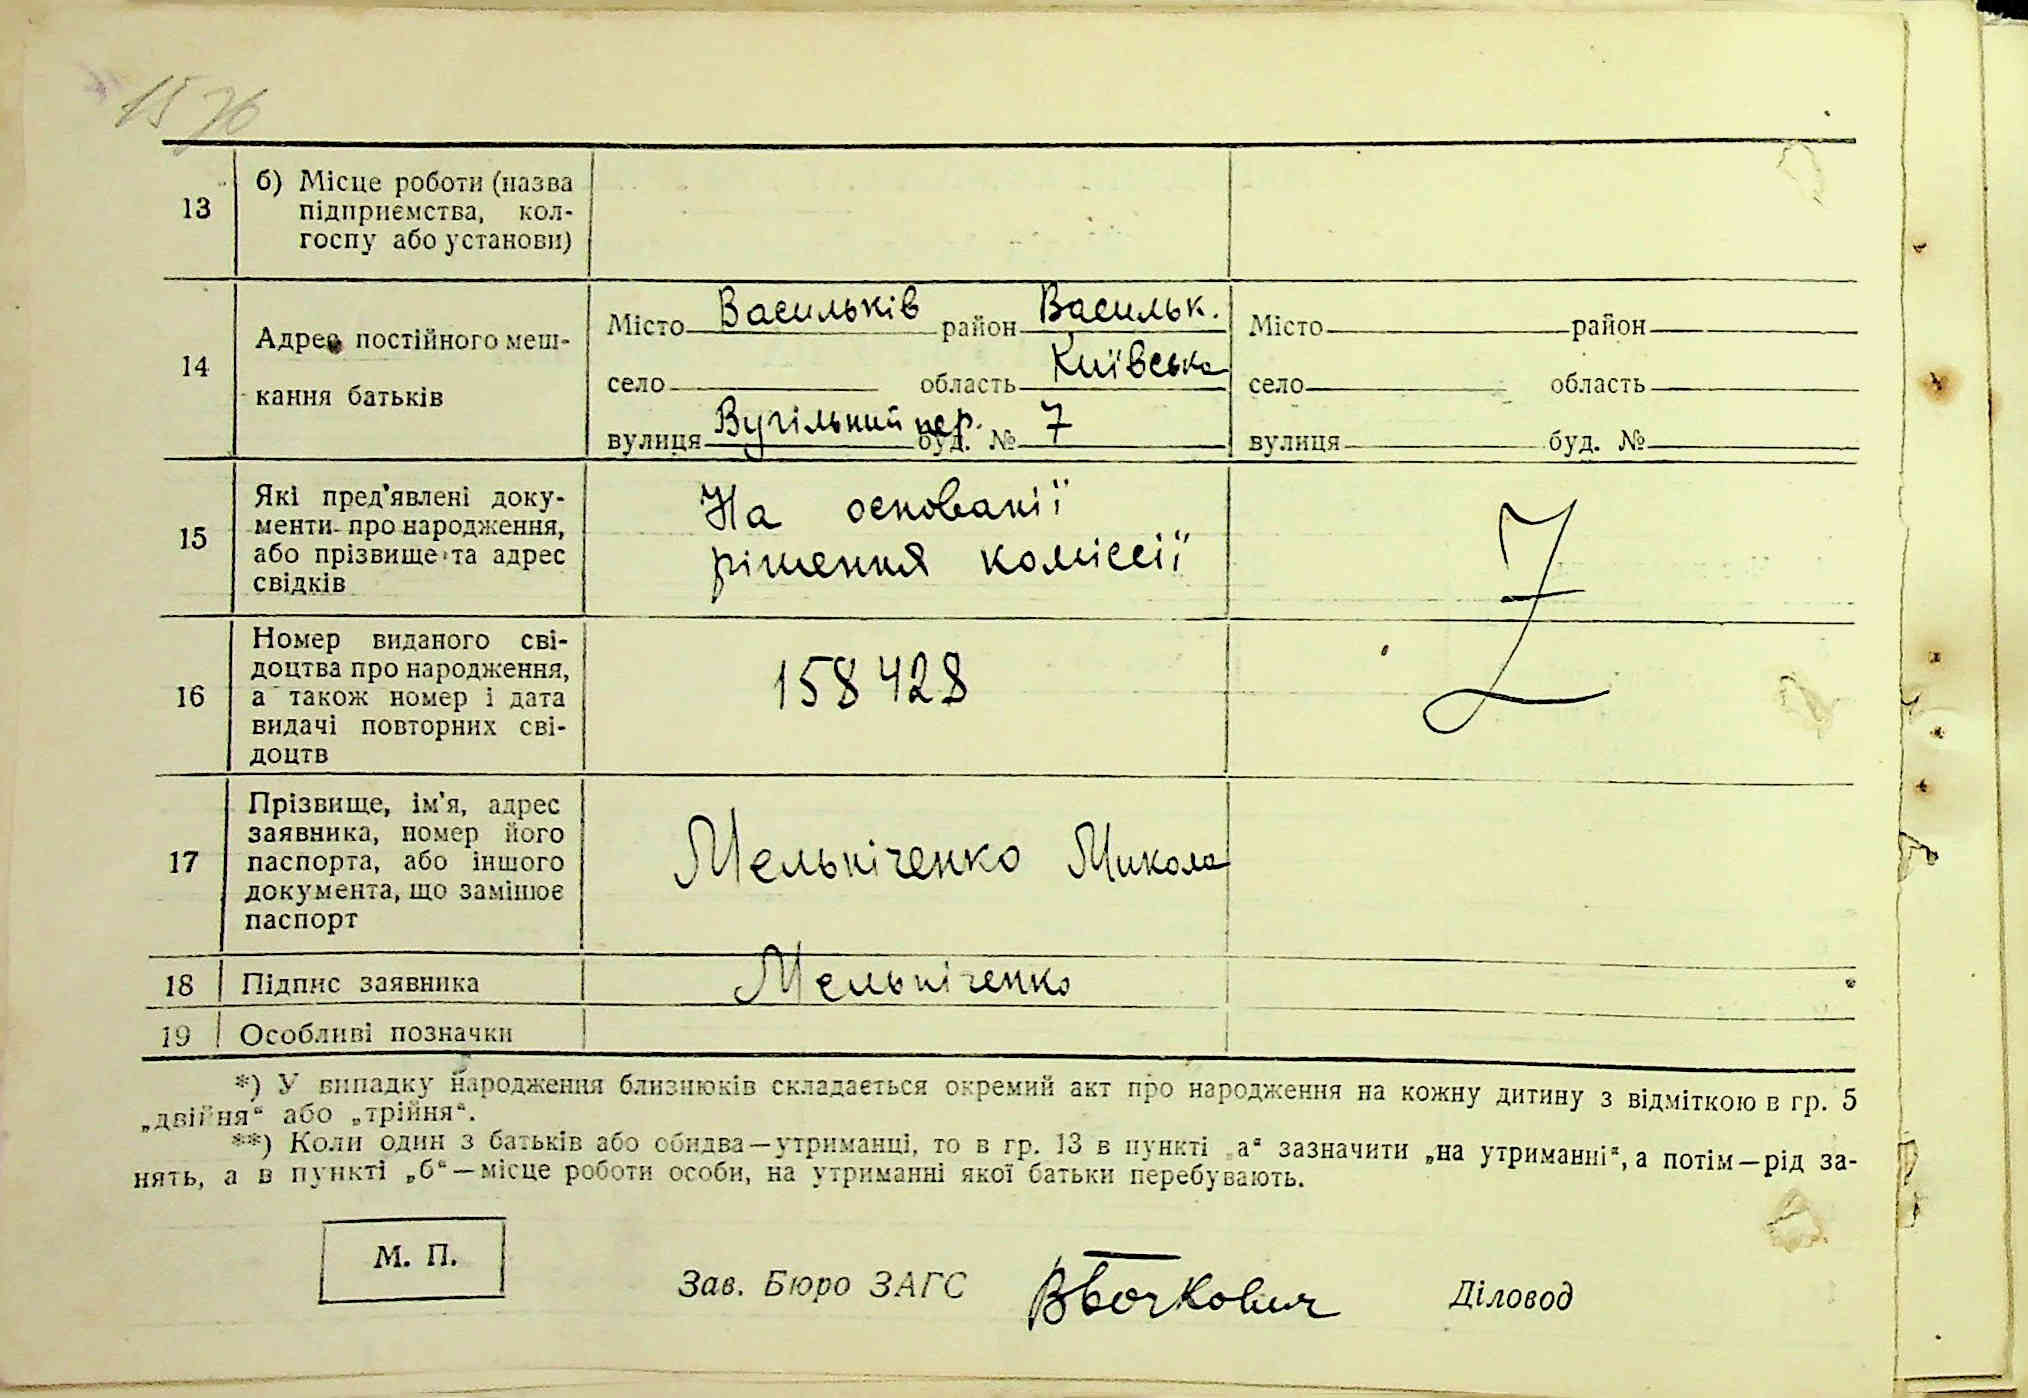 1576
13
б) Місце роботи (назва
підприємства, кол-
госпу або установи)
14
Адрес постійного меш-
кання батьків
Місто Васильків район Васильк.
село область Київська
вулиця Вугільний пер. буд. № 7
Місто район
село область
вулиця буд. №
15
Які пред'явлені доку-
менти про народження,
або прізвище та адрес
свідків
На основанії
рішення коміссії
16
Номер виданого сві-
доцтва про народження,
а також номер і дата
видачі повторних сві-
доцтв
158428
17
Прізвище, ім'я, адрес
заявника, номер його
паспорта, або іншого
документа, що замінює
паспорт
Мельніченко Микола
18 Підпис заявника
Мельніченко
19 Особливі позначки
*) У випадку народження близнюків складається окремий акт про народження на кожну дитину з відміткою в гр. 5
„двійня“ або „трійня“.
**) Коли один з батьків або обидва—утриманці, то в гр. 13 в пункті „а“ зазначити „на утриманні“, а потім—рід за-
нять, а в пункті „б“—місце роботи особи, на утриманні якої батьки перебувають.
М. П.
Зав. Бюро ЗАГС
Діловод